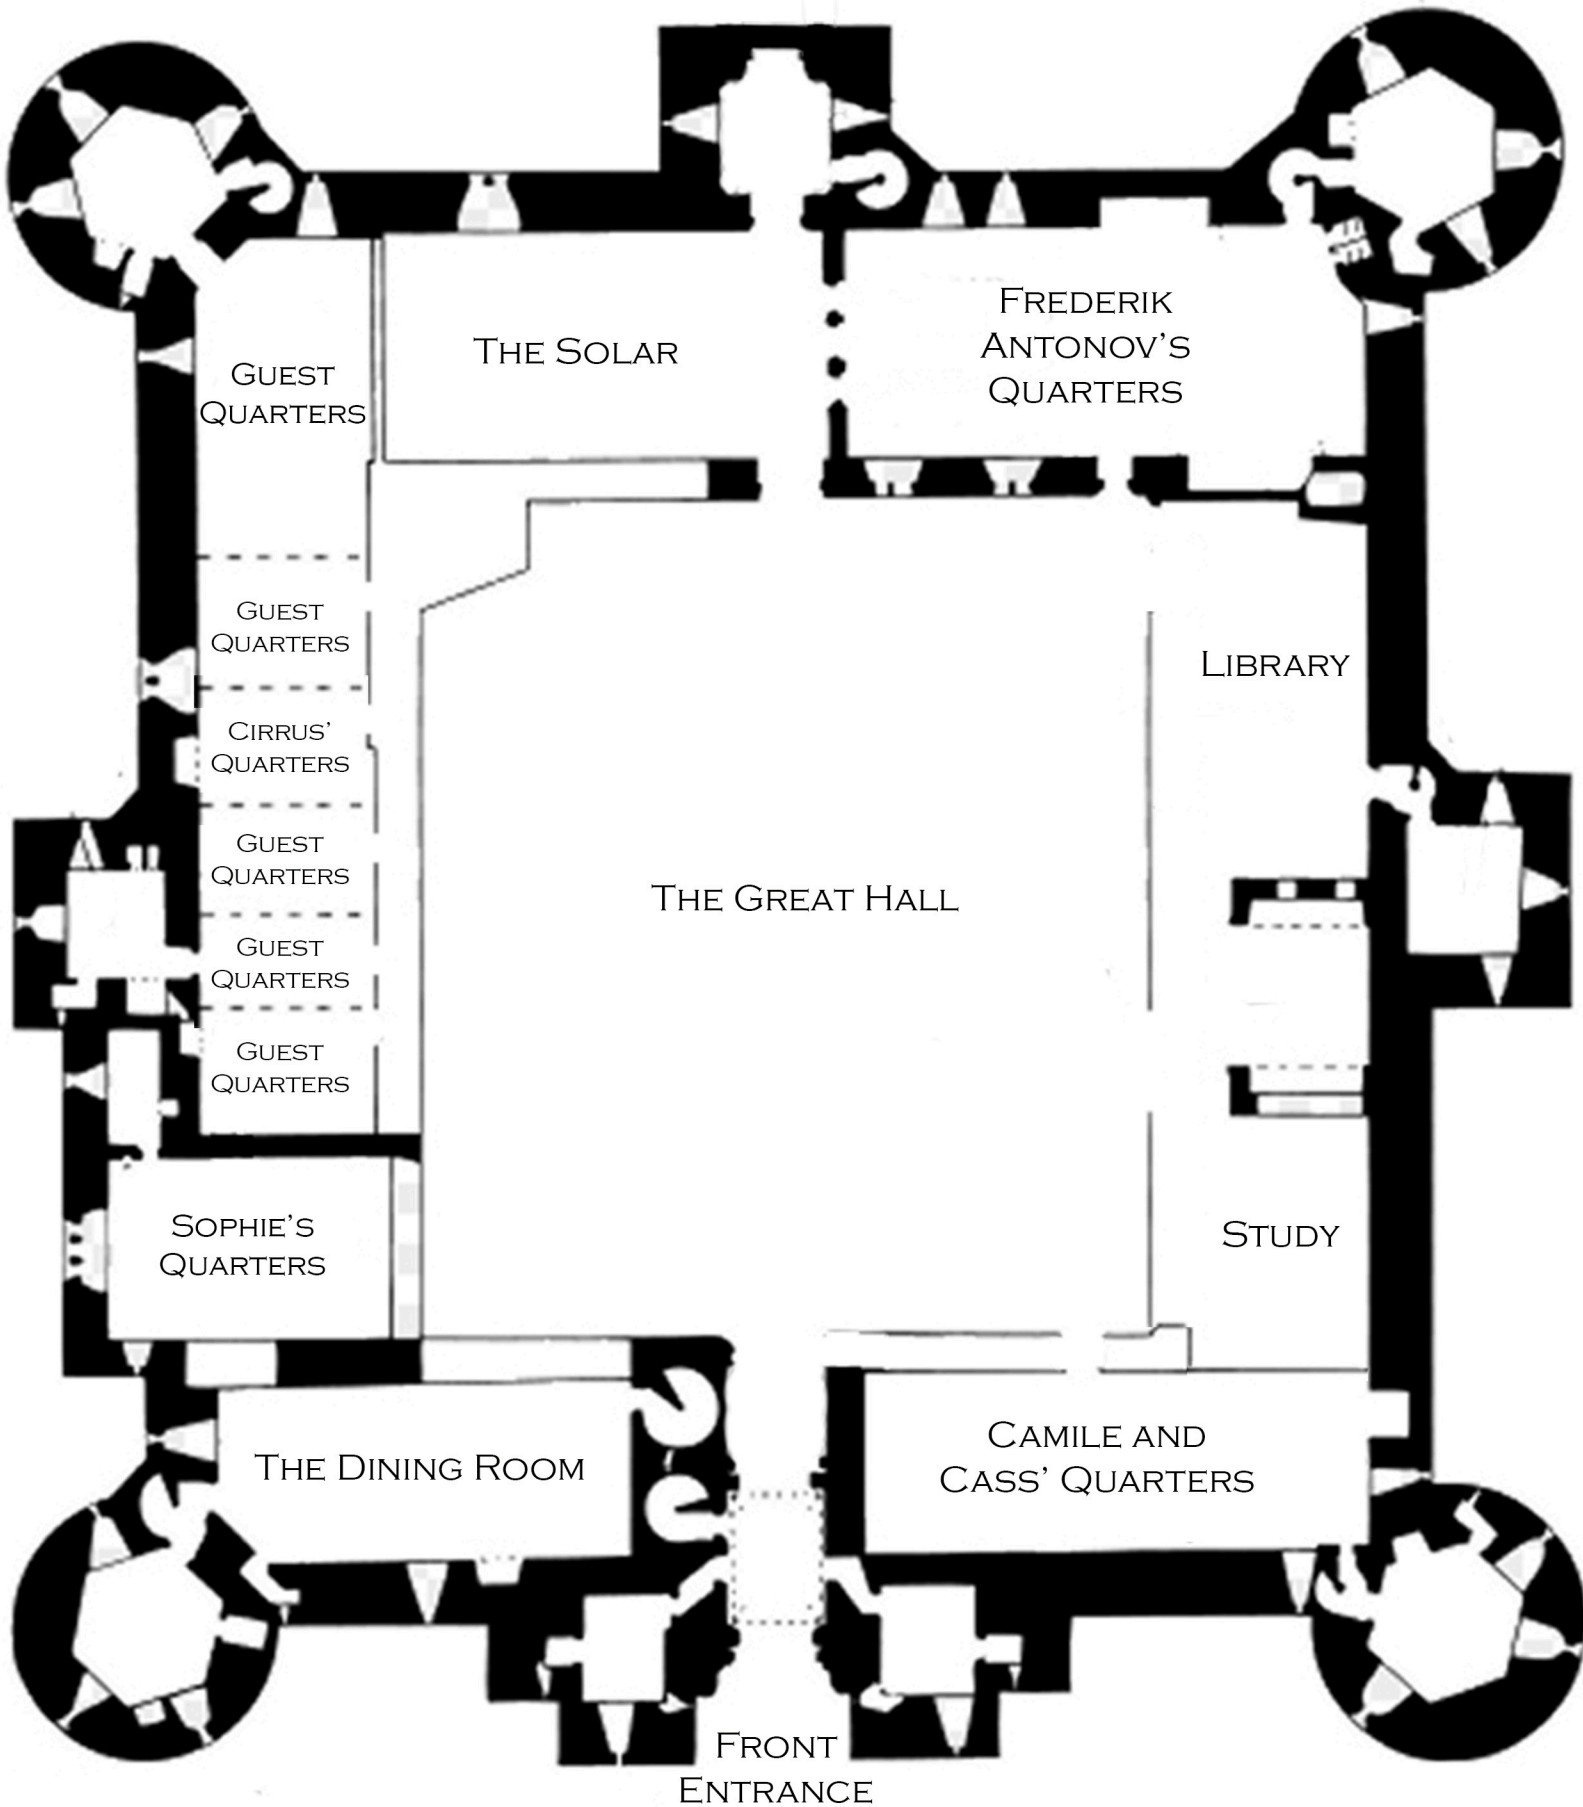 Frederik
Antonov's
Quarters
The Solar
Guest
Quarters
Guest
Quarters
Library
Cirrus'
Quarters
Guest
Quarters
The Great Hall
Guest
Quarters
Guest
Quarters
Sophie's
Quarters
Study
The Dining Room
Camile and
Cass' Quarters
Front
Entrance